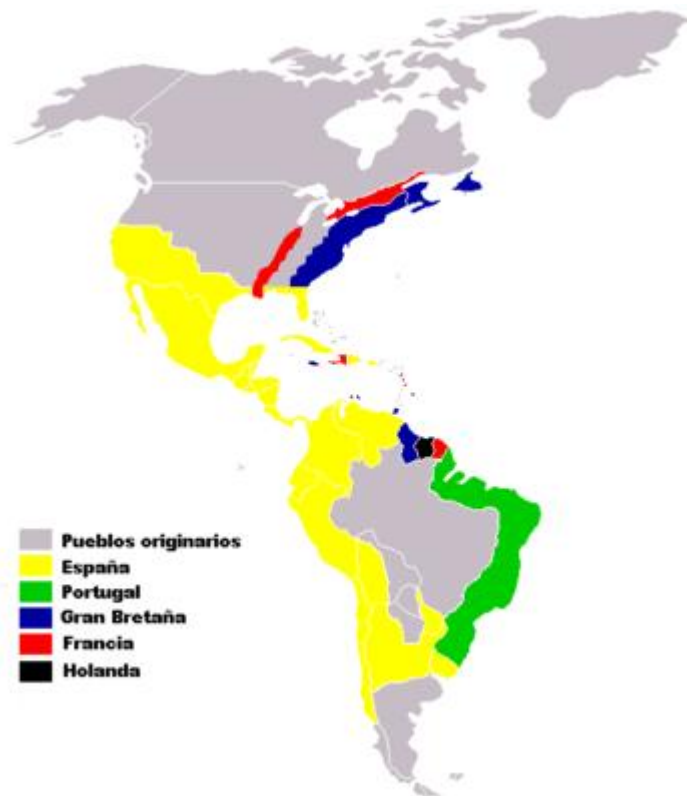 Pueblos originarios
España
Portugal
Gran Bretaña
Francia
Holanda